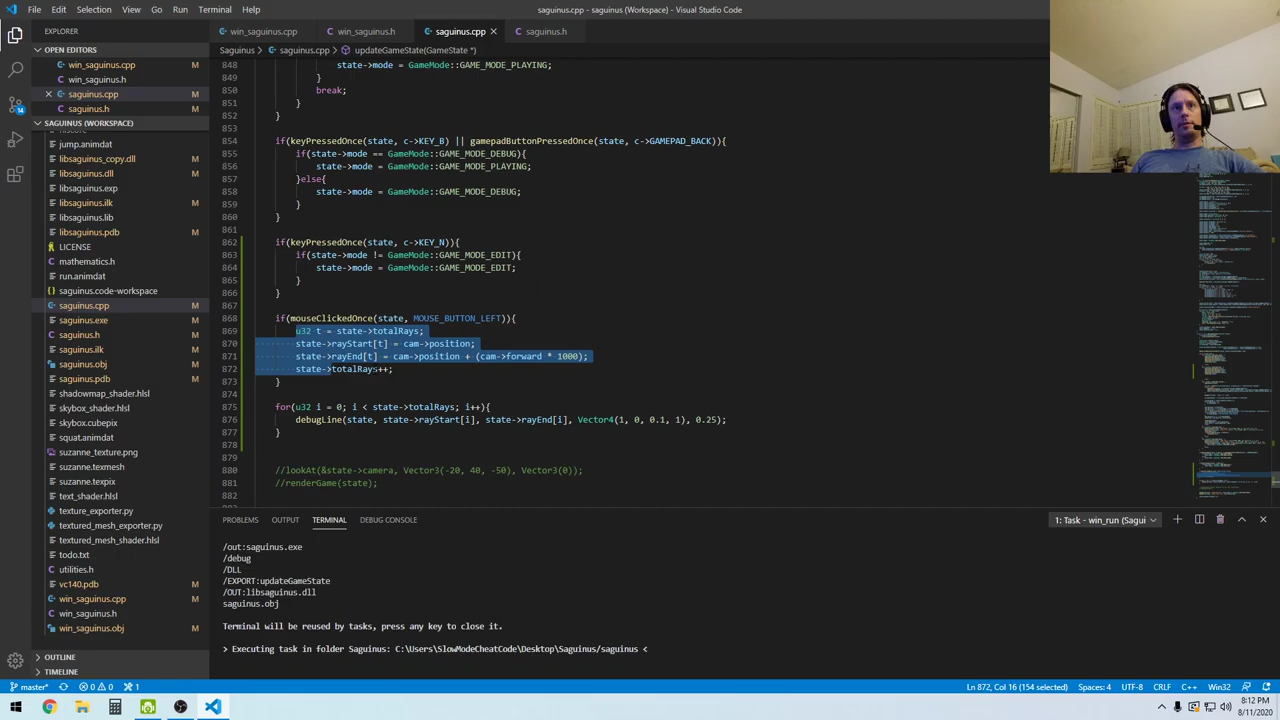 File Edit Selection View Go Run Terminal Help
saguinus.cpp - saguinus (Workspace) - Visual Studio Code
EXPLORER
OPEN EDITORS
win_saguinus.cpp M
win_saguinus.h
saguinus.cpp M
saguinus.h M
SAGUINUS (WORKSPACE)
jump.animdat
libsaguinus_copy.dll M
libsaguinus.dll M
libsaguinus.exp
libsaguinus.ilk M
libsaguinus.lib
libsaguinus.pdb M
LICENSE
mathematics.h
run.animdat
saguinus.code-workspace
saguinus.cpp M
saguinus.exe M
saguinus.h M
saguinus.ilk M
saguinus.obj M
saguinus.pdb M
shadowmap_shader.hlsl
skybox_shader.hlsl
skybox.cubepix
squat.animdat
suzanne_texture.png
suzanne.texmesh
suzanne.texpix
text_shader.hlsl
texture_exporter.py
textured_mesh_exporter.py
textured_mesh_shader.hlsl
todo.txt
utilities.h
vc140.pdb M
win_saguinus.cpp M
win_saguinus.h
win_saguinus.obj M
OUTLINE
TIMELINE
win_saguinus.cpp win_saguinus.h saguinus.cpp saguinus.h
Saguinus > saguinus.cpp > updateGameState(GameState *)
848 state->mode = GameMode::GAME_MODE_PLAYING;
849 }
850 break;
851 }
852 }
853
854 if(keyPressedOnce(state, c->KEY_B) || gamepadButtonPressedOnce(state, c->GAMEPAD_BACK)){
855 if(state->mode == GameMode::GAME_MODE_DEBUG){
856 state->mode = GameMode::GAME_MODE_PLAYING;
857 }else{
858 state->mode = GameMode::GAME_MODE_DEBUG;
859 }
860 }
861
862 if(keyPressedOnce(state, c->KEY_N)){
863 if(state->mode != GameMode::GAME_MODE_EDIT){
864 state->mode = GameMode::GAME_MODE_EDIT;
865 }
866 }
867
868 if(mouseClickedOnce(state, MOUSE_BUTTON_LEFT)){
869 u32 t = state->totalRays;
870 state->rayStart[t] = cam->position;
871 state->rayEnd[t] = cam->position + (cam->forward * 1000);
872 state->totalRays++;
873 }
874
875 for(u32 i = 0; i < state->totalRays; i++){
876 debugLine(state, state->rayStart[i], state->rayEnd[i], Vector4(1, 0, 0.1, 1), 0.25);
877 }
878
879
880 //lookAt(&state->camera, Vector3(-20, 40, -50), Vector3(0));
881 //renderGame(state);
882
PROBLEMS OUTPUT TERMINAL DEBUG CONSOLE
1: Task - win_run (Sagui
/out:saguinus.exe
/debug
/DLL
/EXPORT:updateGameState
/OUT:libsaguinus.dll
saguinus.obj
Terminal will be reused by tasks, press any key to close it.
> Executing task in folder Saguinus: C:\Users\SlowModeCheatCode\Desktop\Saguinus/saguinus <
master* 0 0 1
Ln 872, Col 16 (154 selected) Spaces: 4 UTF-8 CRLF C++ Win32
8:12 PM
8/11/2020